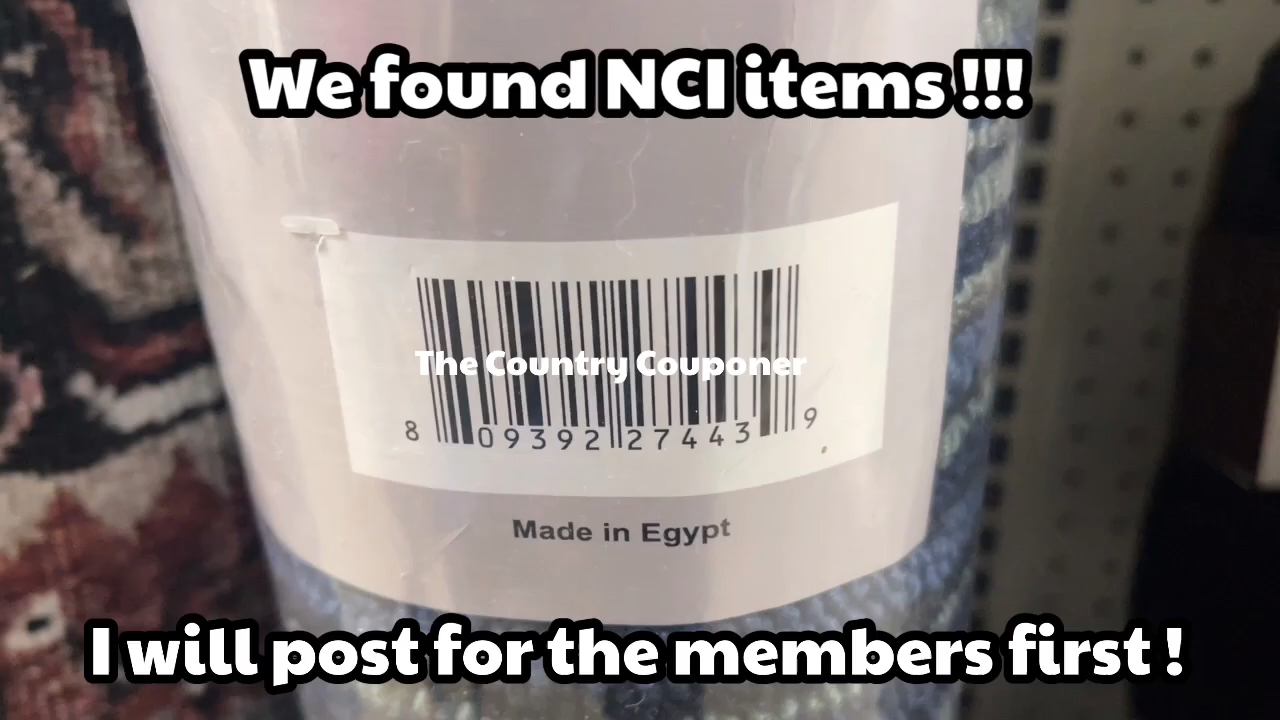 We found NCI items !!!
The Country Couponer
8 09392 27443 9
Made in Egypt
I will post for the members first !